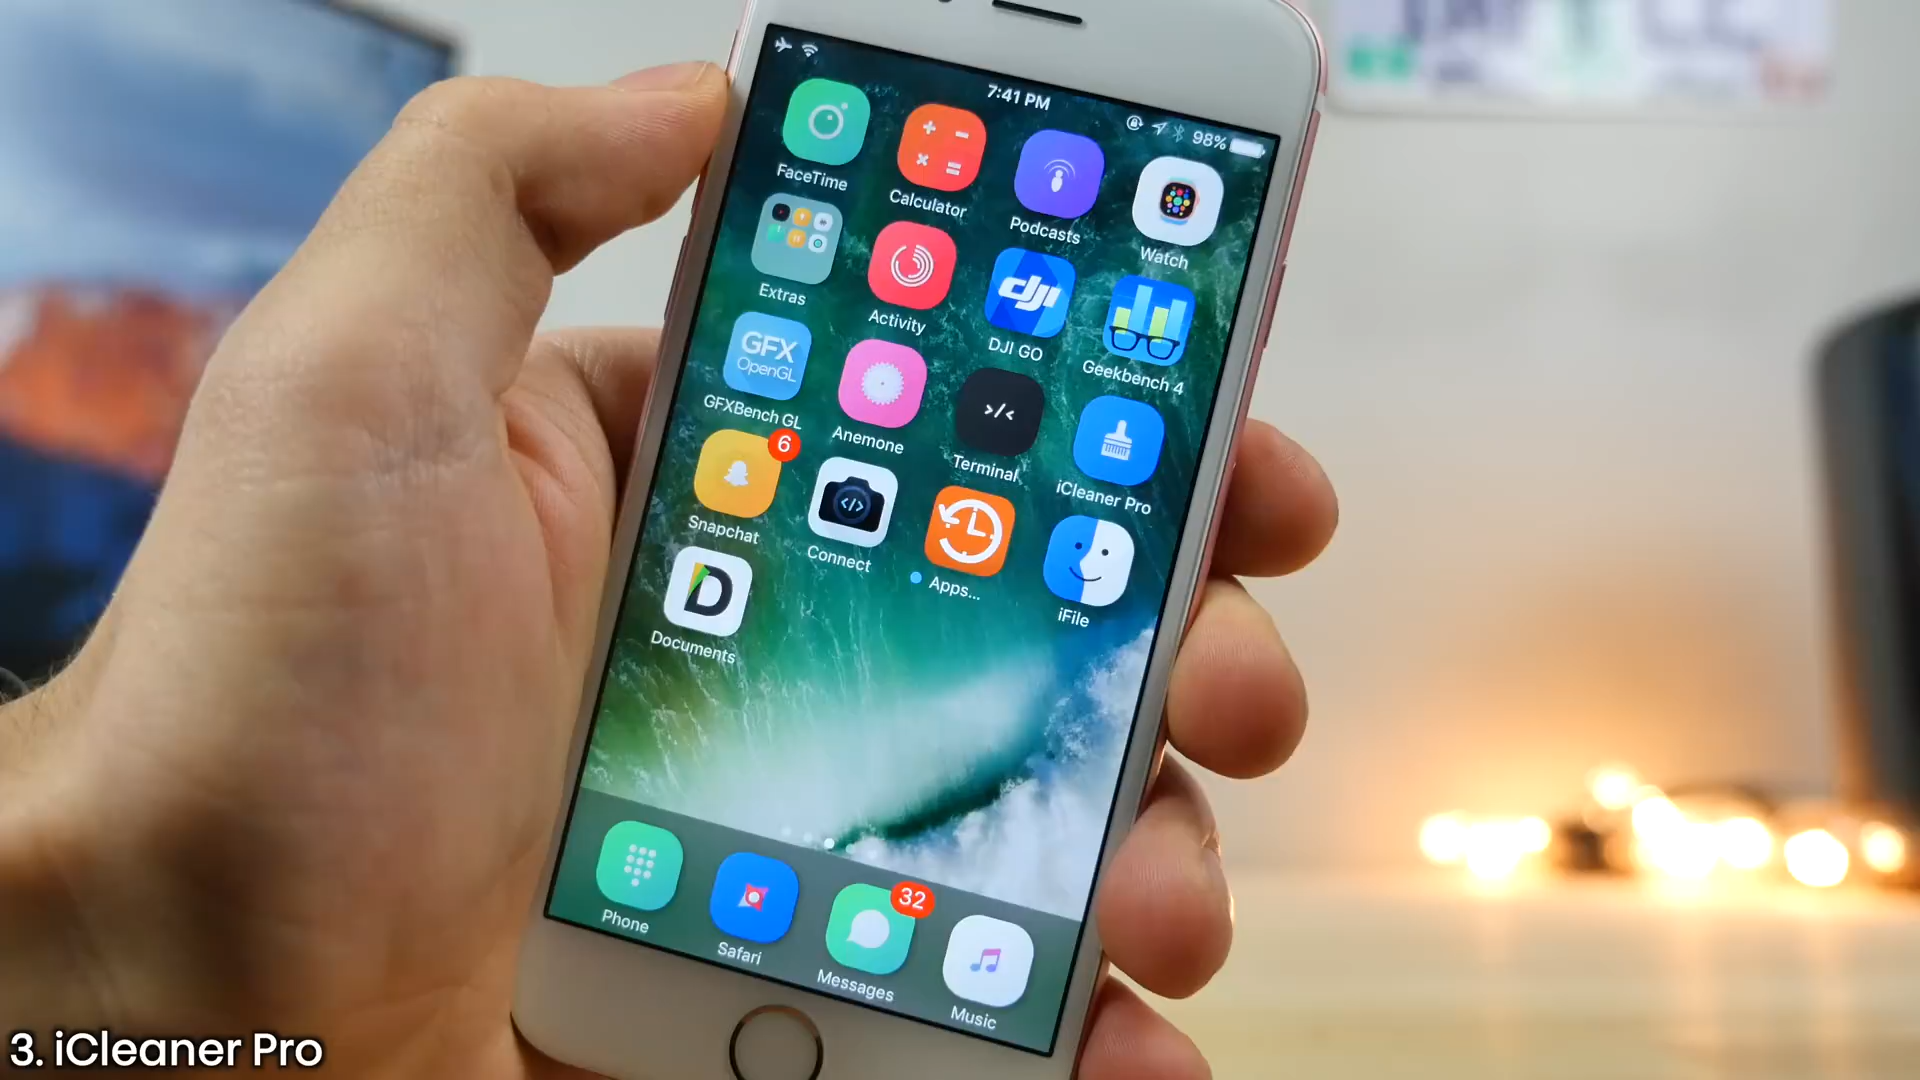 7:41 PM
98%
FaceTime
Calculator
Podcasts
Watch
Extras
Activity
dji
DJI GO
Geekbench 4
GFX
OpenGL
GFXBench GL
Anemone
>/<
Terminal
iCleaner Pro
6
Snapchat
</>
Connect
Apps...
iFile
D
Documents
Phone
Safari
32
Messages
Music
3. iCleaner Pro